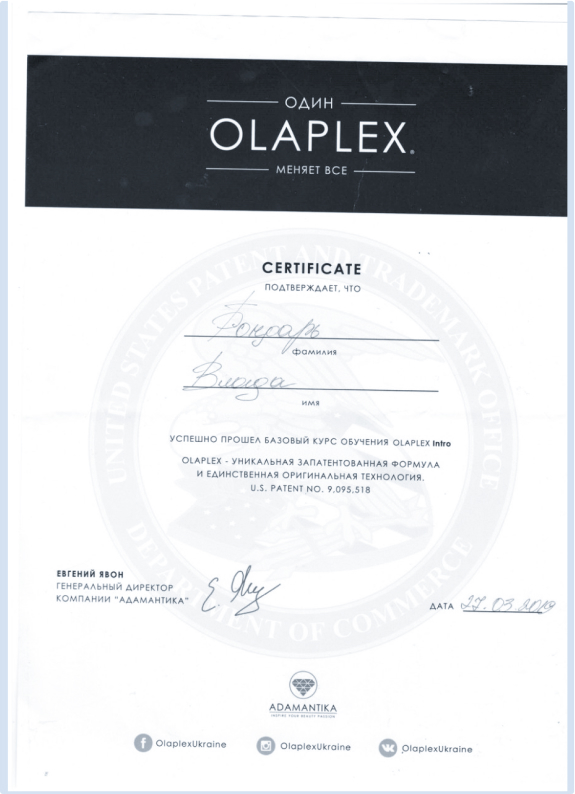 ОДИН
OLAPLEX.
МЕНЯЕТ ВСЕ
CERTIFICATE
ПОДТВЕРЖДАЕТ, ЧТО
Бондарь
фамилия
Влада
имя
УСПЕШНО ПРОШЕЛ БАЗОВЫЙ КУРС ОБУЧЕНИЯ OLAPLEX Intro
OLAPLEX - УНИКАЛЬНАЯ ЗАПАТЕНТОВАННАЯ ФОРМУЛА
И ЕДИНСТВЕННАЯ ОРИГИНАЛЬНАЯ ТЕХНОЛОГИЯ.
U.S. PATENT NO. 9.095.518
UNITED STATES PATENT AND TRADEMARK OFFICE
DEPARTMENT OF COMMERCE
ЕВГЕНИЙ ЯВОН
ГЕНЕРАЛЬНЫЙ ДИРЕКТОР
КОМПАНИИ "АДАМАНТИКА"
ДАТА 27.03.2019
ADAMANTIKA
INSPIRE YOUR BEAUTY PASSION
OlaplexUkraine
OlaplexUkraine
OlaplexUkraine